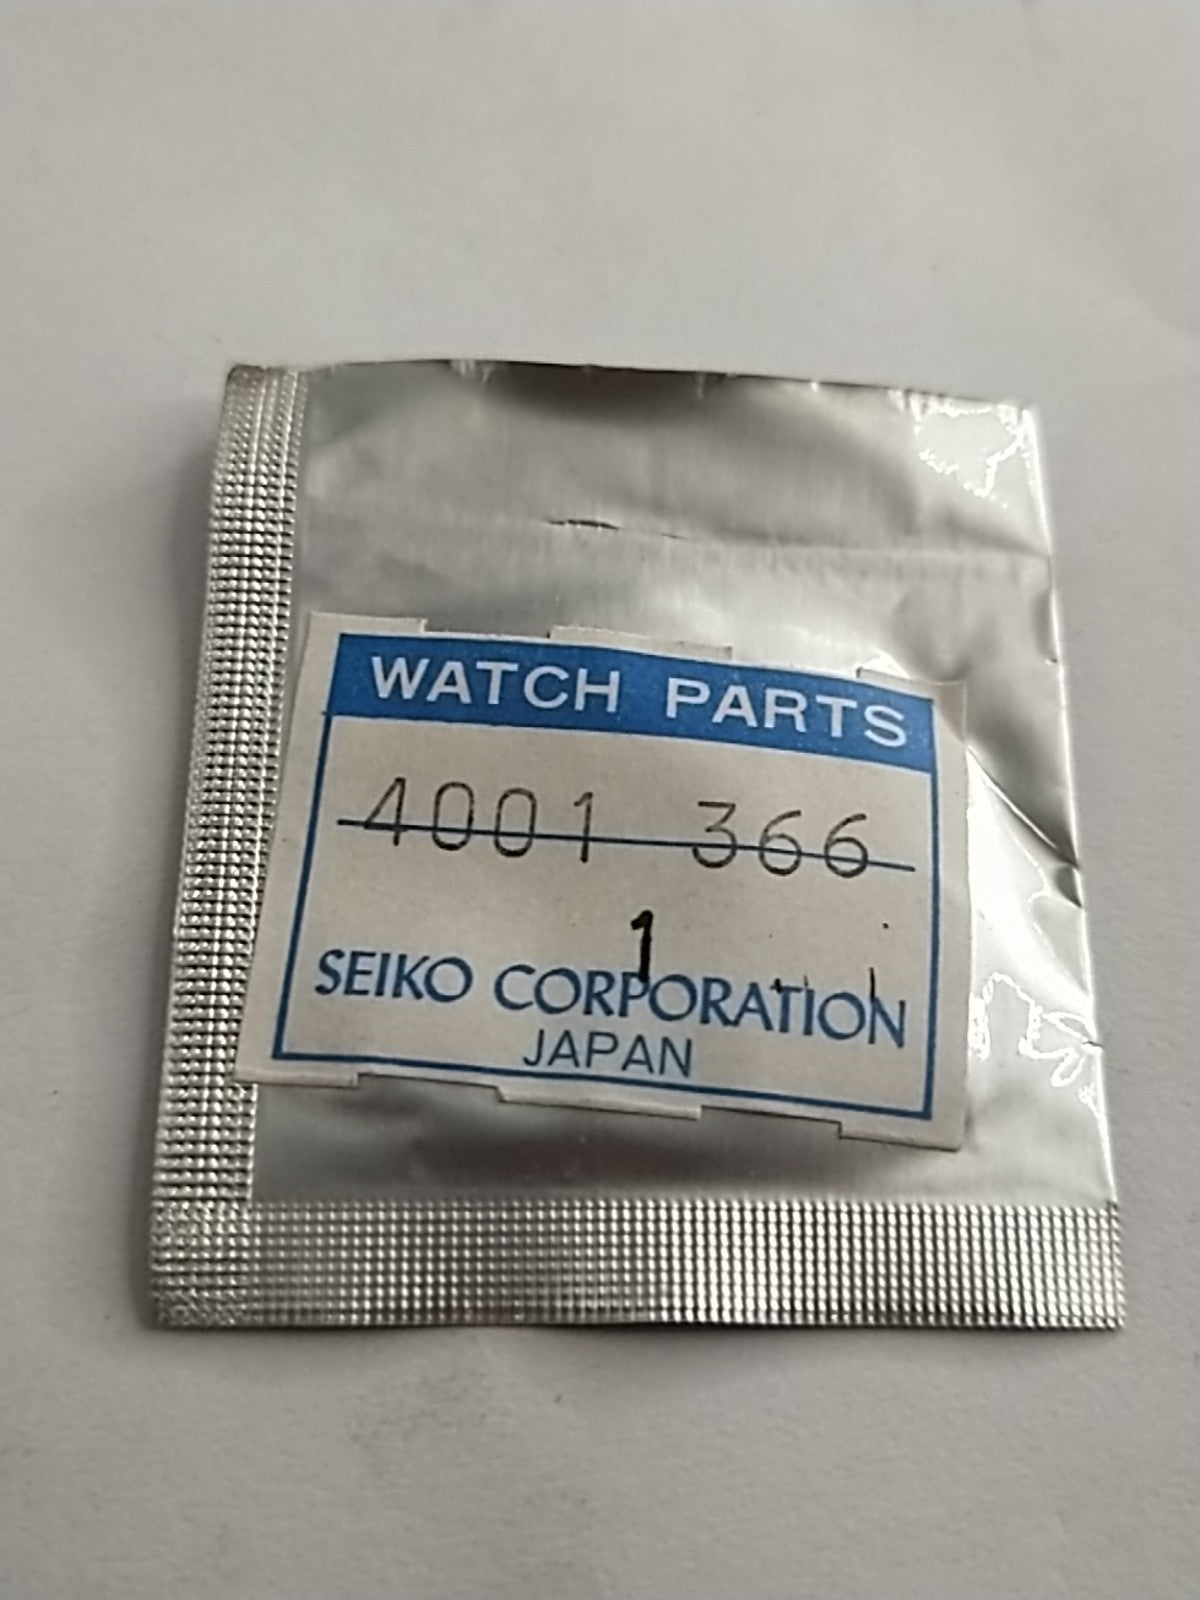 WATCH PARTS
4001 366
1
SEIKO CORPORATION
JAPAN